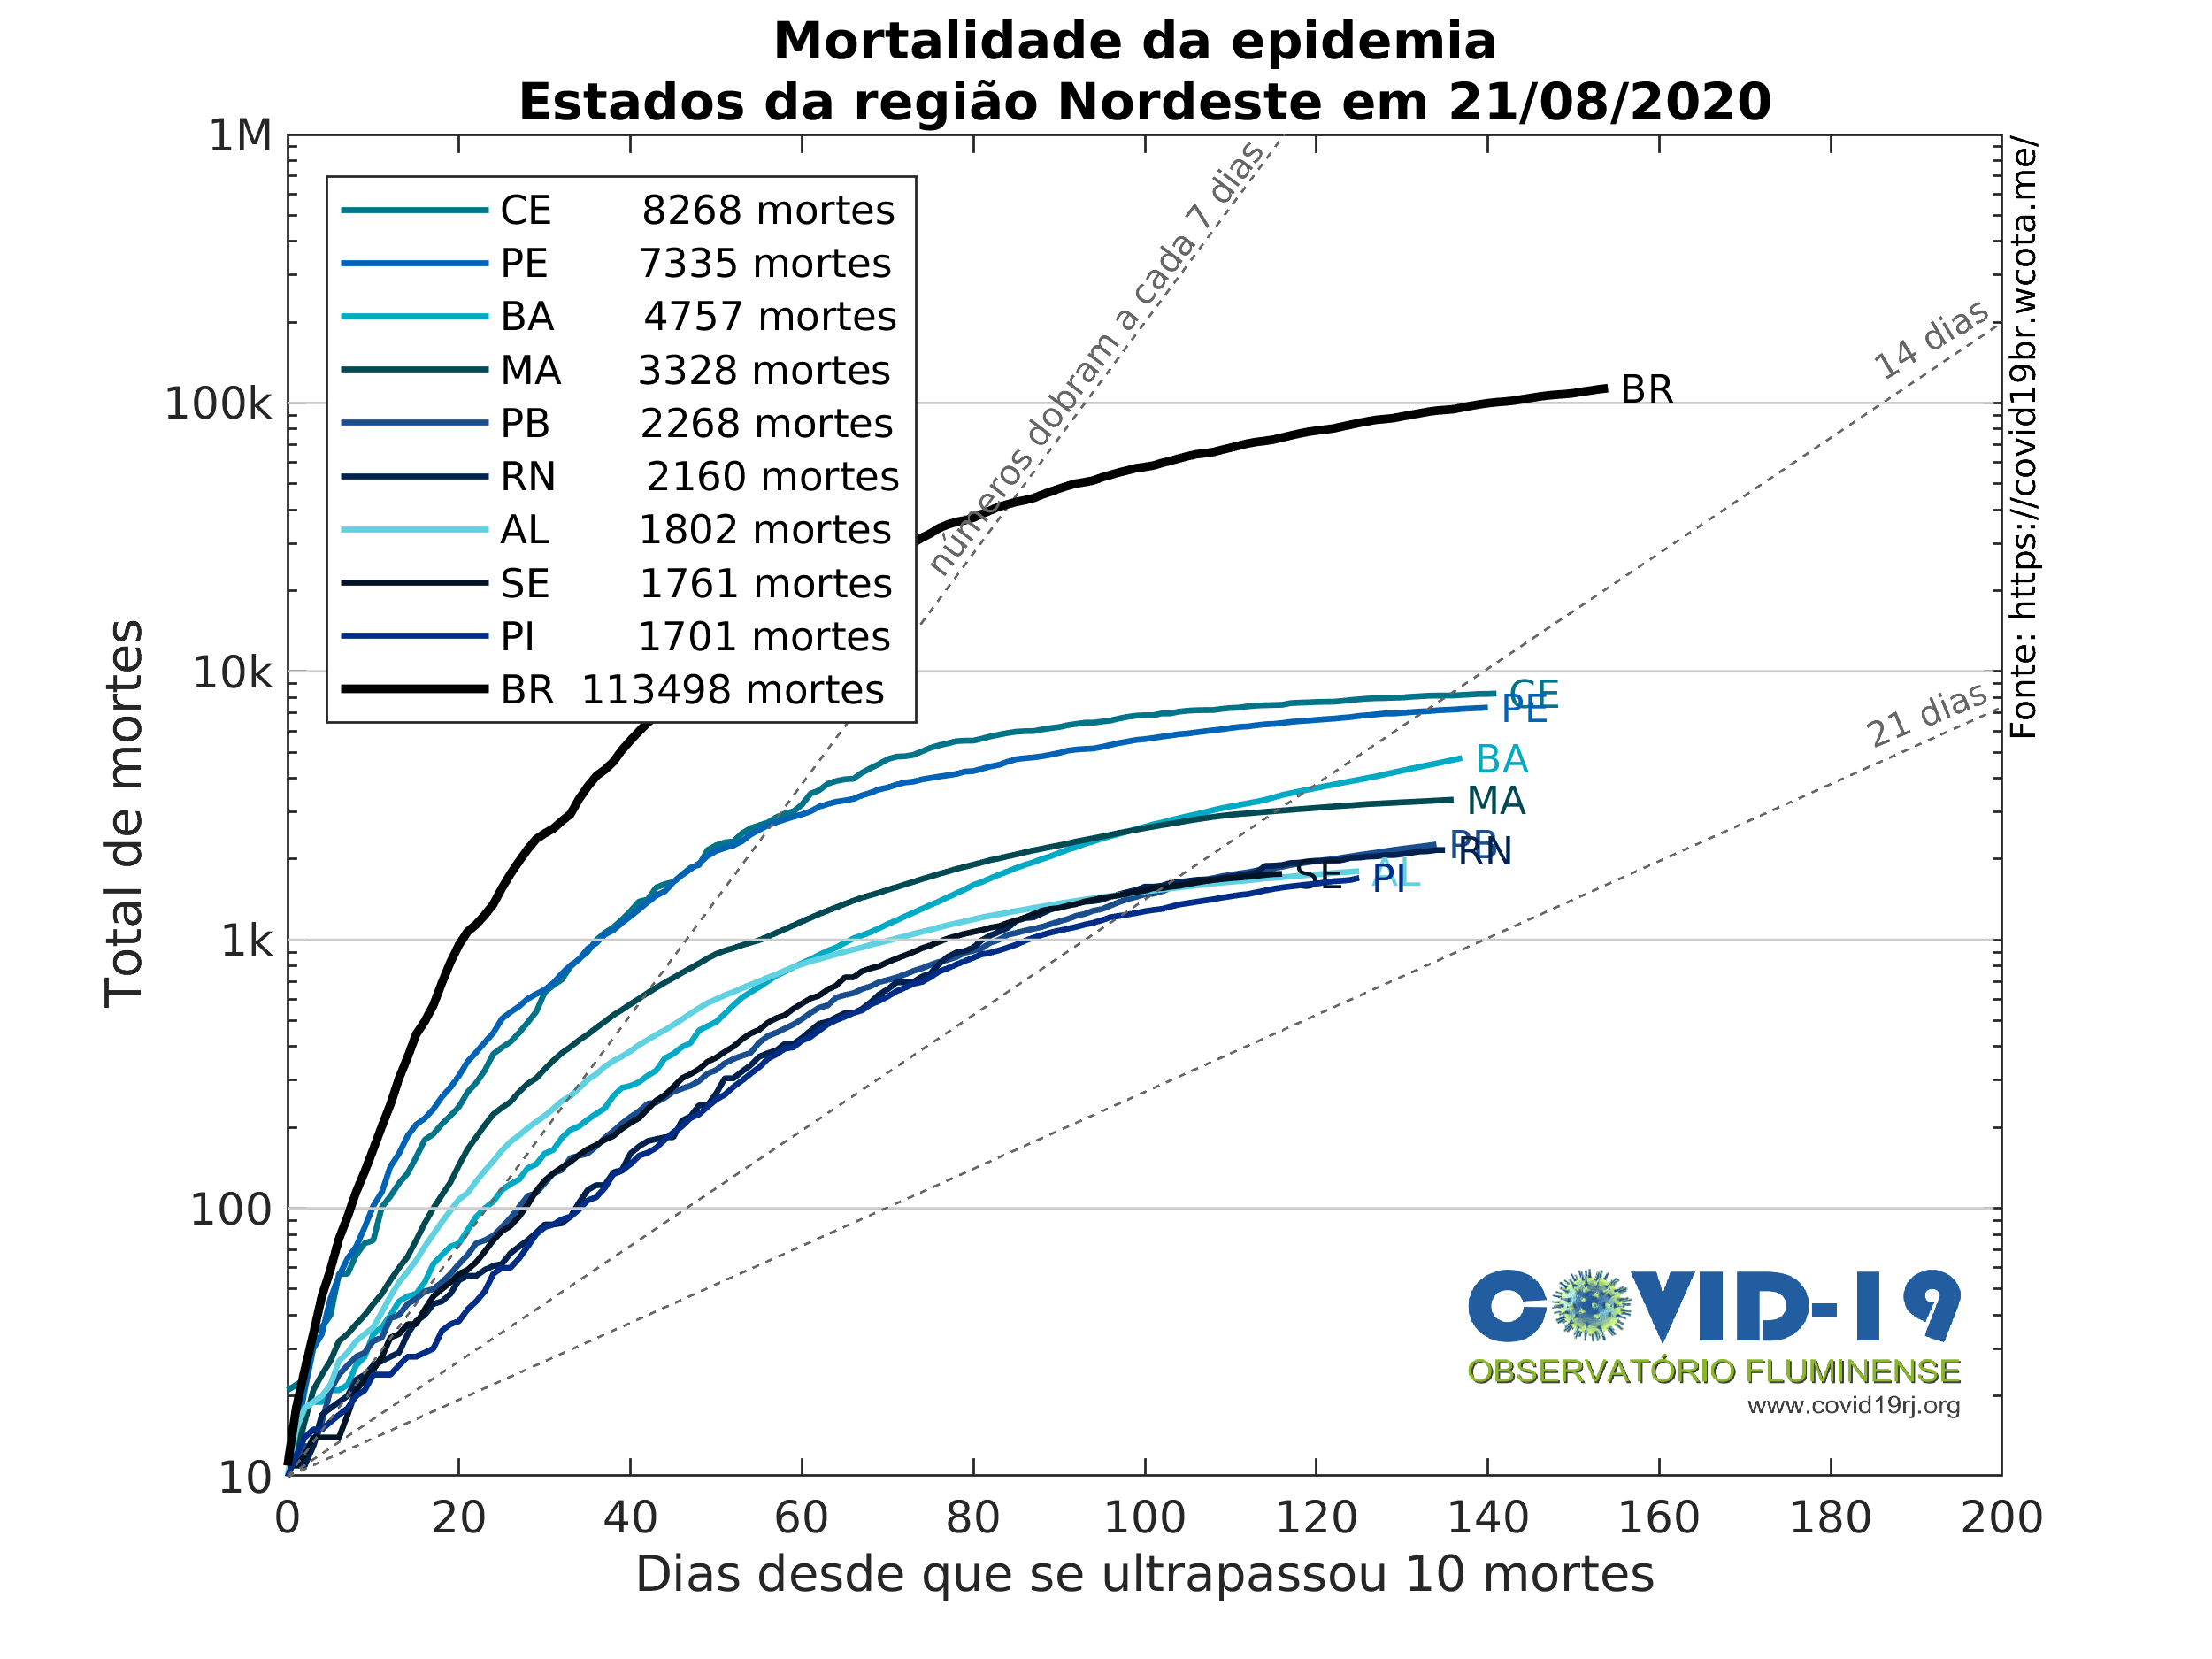 Mortalidade da epidemia
Estados da região Nordeste em 21/08/2020
1M
100k
10k
1k
100
10
Total de mortes
CE 8268 mortes
PE 7335 mortes
BA 4757 mortes
MA 3328 mortes
PB 2268 mortes
RN 2160 mortes
AL 1802 mortes
SE 1761 mortes
PI 1701 mortes
BR 113498 mortes
números dobram a cada 7 dias
14 dias
21 dias
BR
CE
PE
BA
MA
PB
RN
SE
AL
PI
Fonte: https://covid19br.wcota.me/
COVID-19
OBSERVATÓRIO FLUMINENSE
www.covid19rj.org
0 20 40 60 80 100 120 140 160 180 200
Dias desde que se ultrapassou 10 mortes